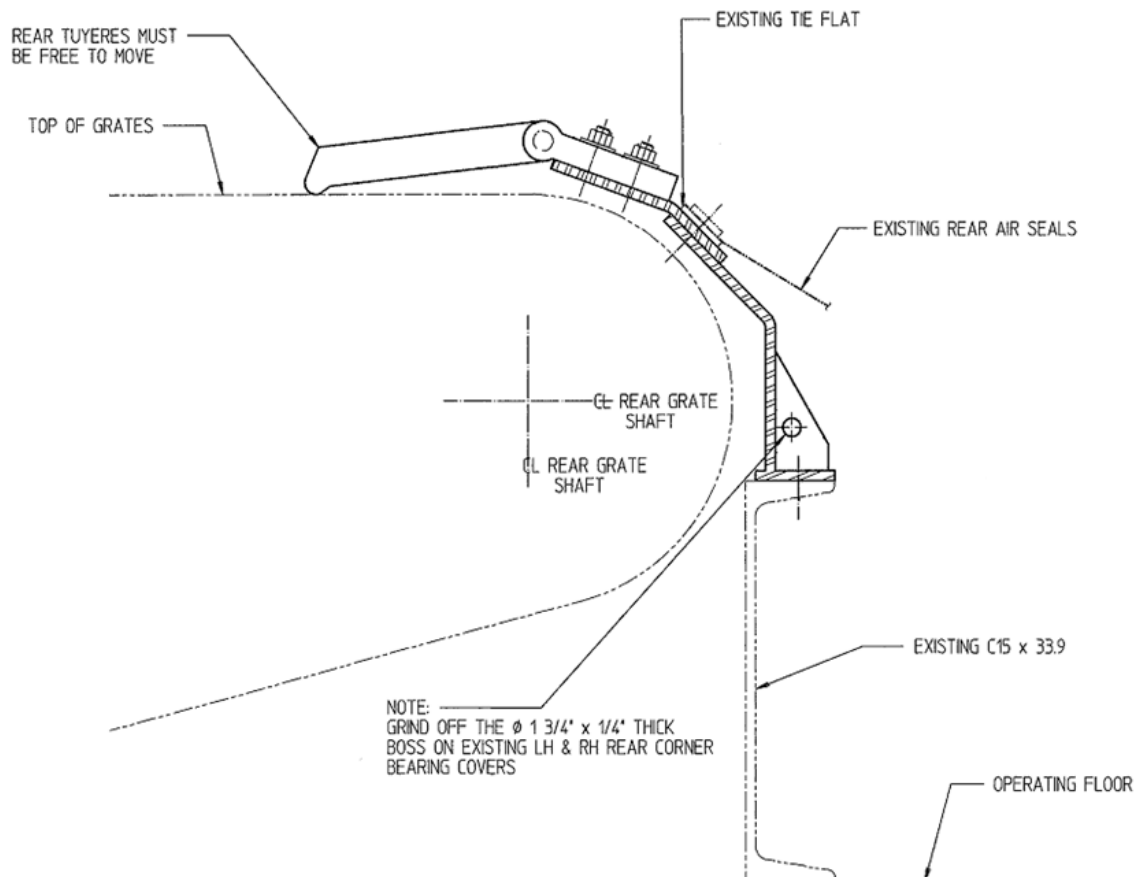 REAR TUYERES MUST
BE FREE TO MOVE
EXISTING TIE FLAT
TOP OF GRATES
EXISTING REAR AIR SEALS
CL REAR GRATE
SHAFT
CL REAR GRATE
SHAFT
EXISTING C15 x 33.9
NOTE:
GRIND OFF THE Ø 1 3/4" x 1/4" THICK
BOSS ON EXISTING LH & RH REAR CORNER
BEARING COVERS
OPERATING FLOOR